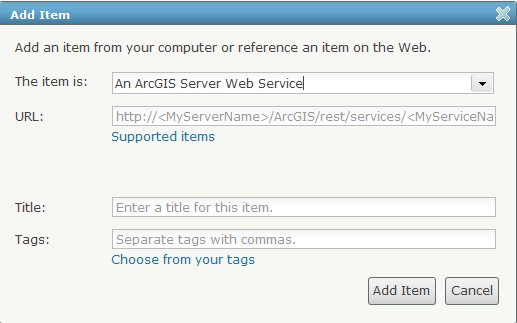 Add Item
Add an item from your computer or reference an item on the Web.
The item is: An ArcGIS Server Web Service
URL: http://<MyServerName>/ArcGIS/rest/services/<MyServiceNa
Supported items
Title: Enter a title for this item.
Tags: Separate tags with commas.
Choose from your tags
Add Item Cancel